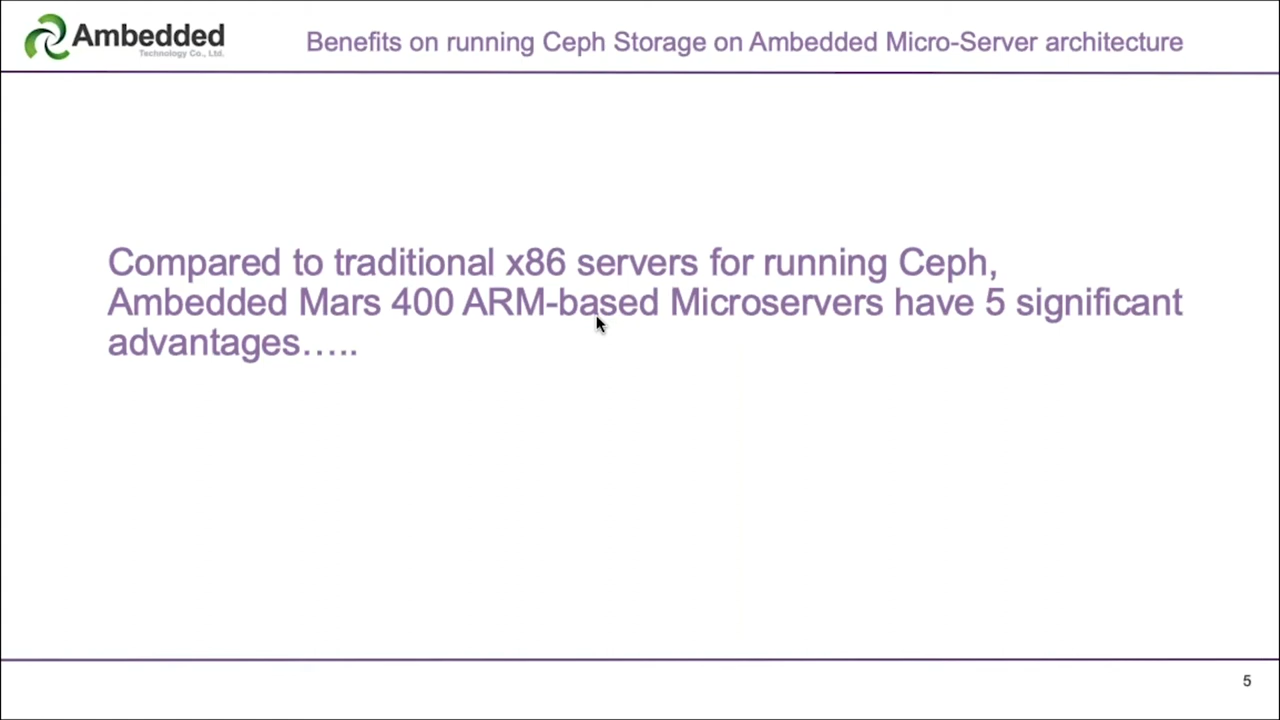 Ambedded
Technology Co., Ltd.
Benefits on running Ceph Storage on Ambedded Micro-Server architecture
Compared to traditional x86 servers for running Ceph,
Ambedded Mars 400 ARM-based Microservers have 5 significant
advantages…..
5